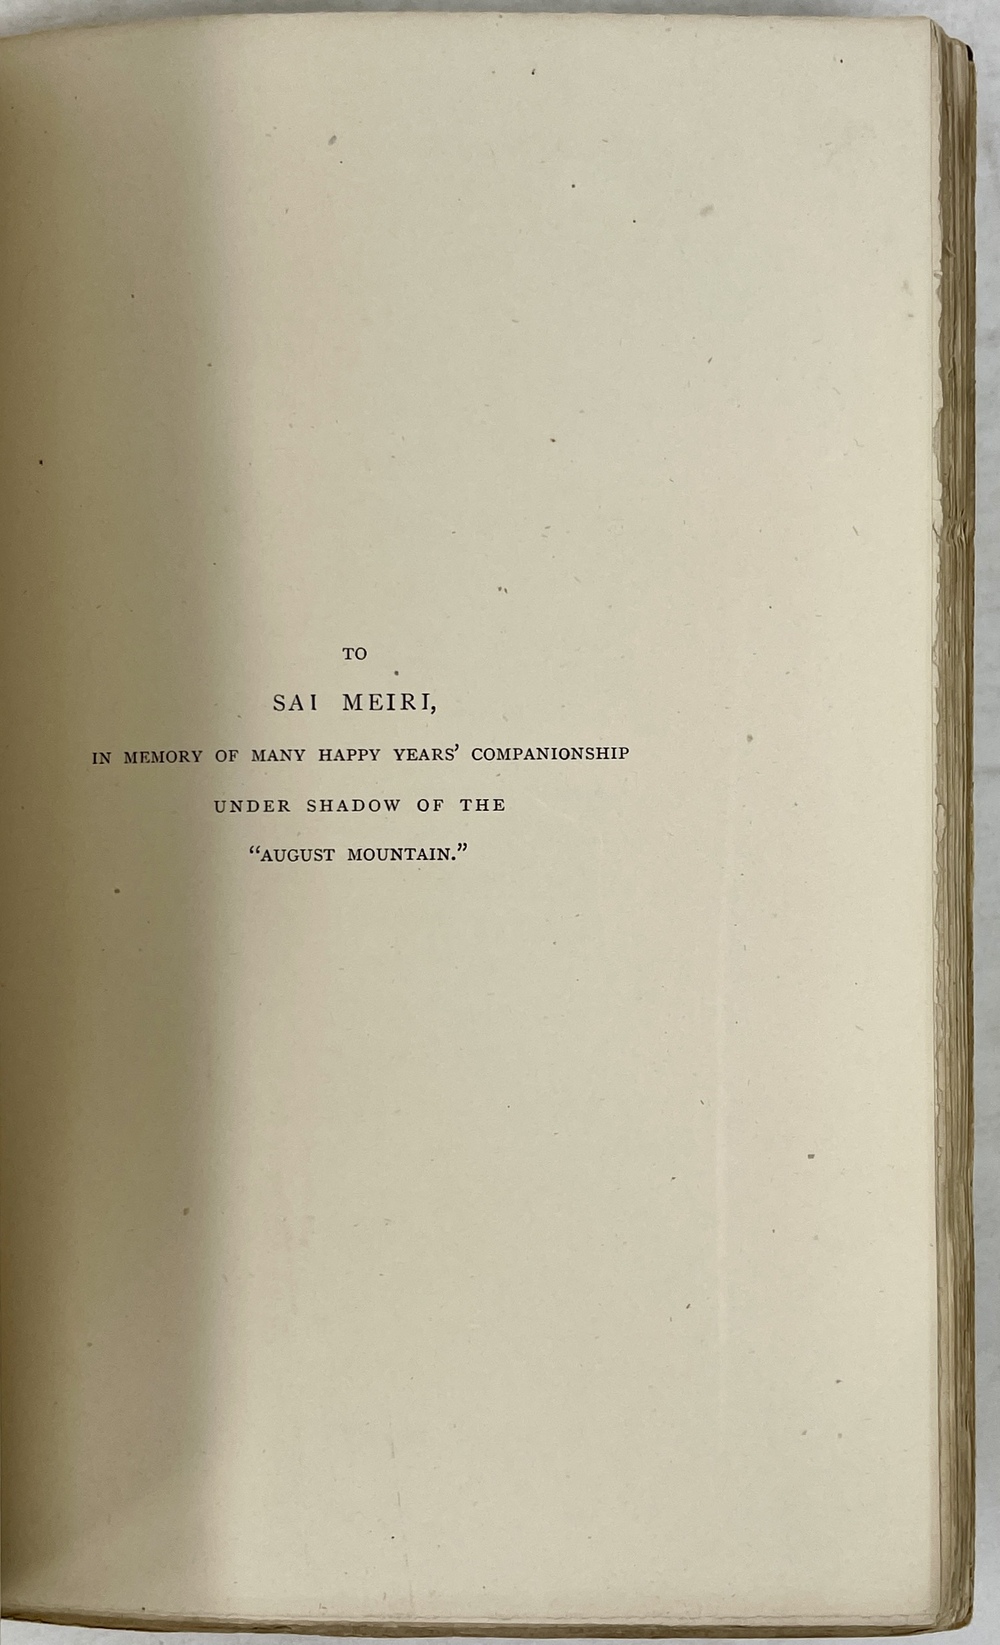 TO
SAI MEIRI,
IN MEMORY OF MANY HAPPY YEARS’ COMPANIONSHIP
UNDER SHADOW OF THE
“AUGUST MOUNTAIN.”